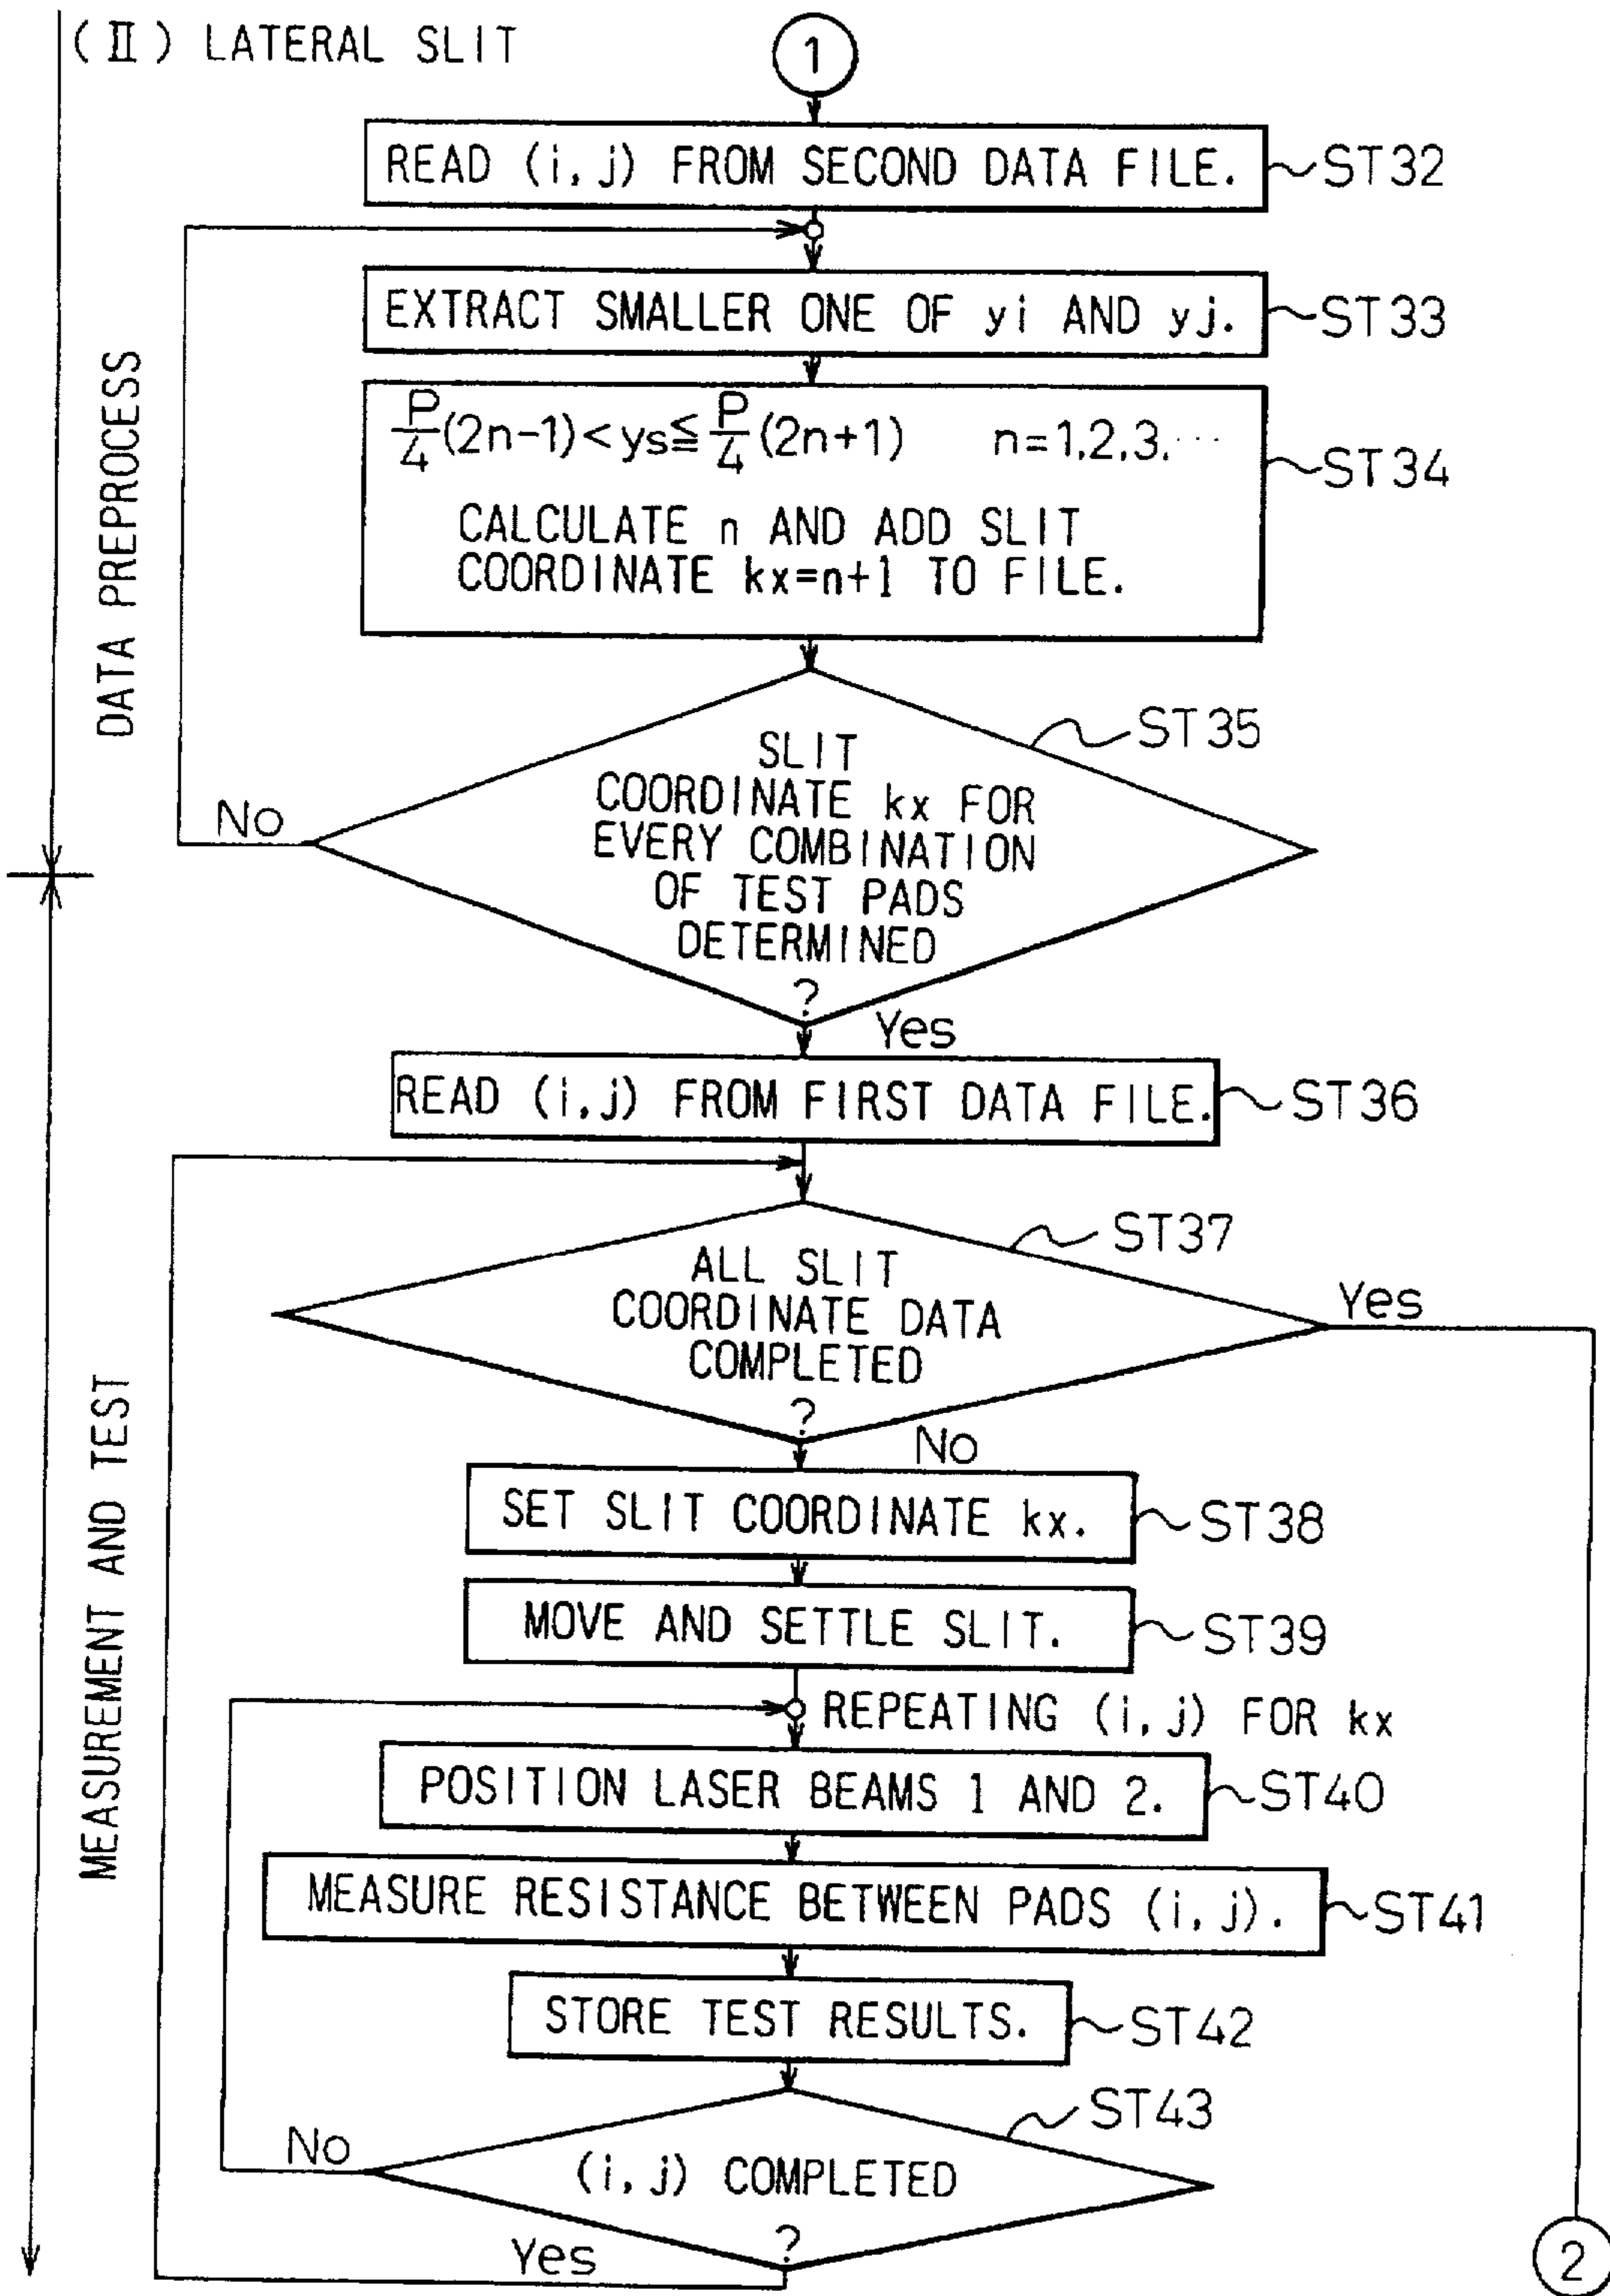 (II) LATERAL SLIT
1
READ (i,j) FROM SECOND DATA FILE.
ST32
EXTRACT SMALLER ONE OF yi AND yj.
ST33
P/4(2n-1)<ys≦P/4(2n+1) n=1,2,3,...
ST34
CALCULATE n AND ADD SLIT
COORDINATE kx=n+1 TO FILE.
DATA PREPROCESS
ST35
SLIT
COORDINATE kx FOR
EVERY COMBINATION
OF TEST PADS
DETERMINED
?
No
Yes
READ (i,j) FROM FIRST DATA FILE.
ST36
ST37
ALL SLIT
COORDINATE DATA
COMPLETED
?
Yes
No
MEASUREMENT AND TEST
SET SLIT COORDINATE kx.
ST38
MOVE AND SETTLE SLIT.
ST39
REPEATING (i,j) FOR kx
POSITION LASER BEAMS 1 AND 2.
ST40
MEASURE RESISTANCE BETWEEN PADS (i,j).
ST41
STORE TEST RESULTS.
ST42
ST43
No
(i,j) COMPLETED
?
Yes
2